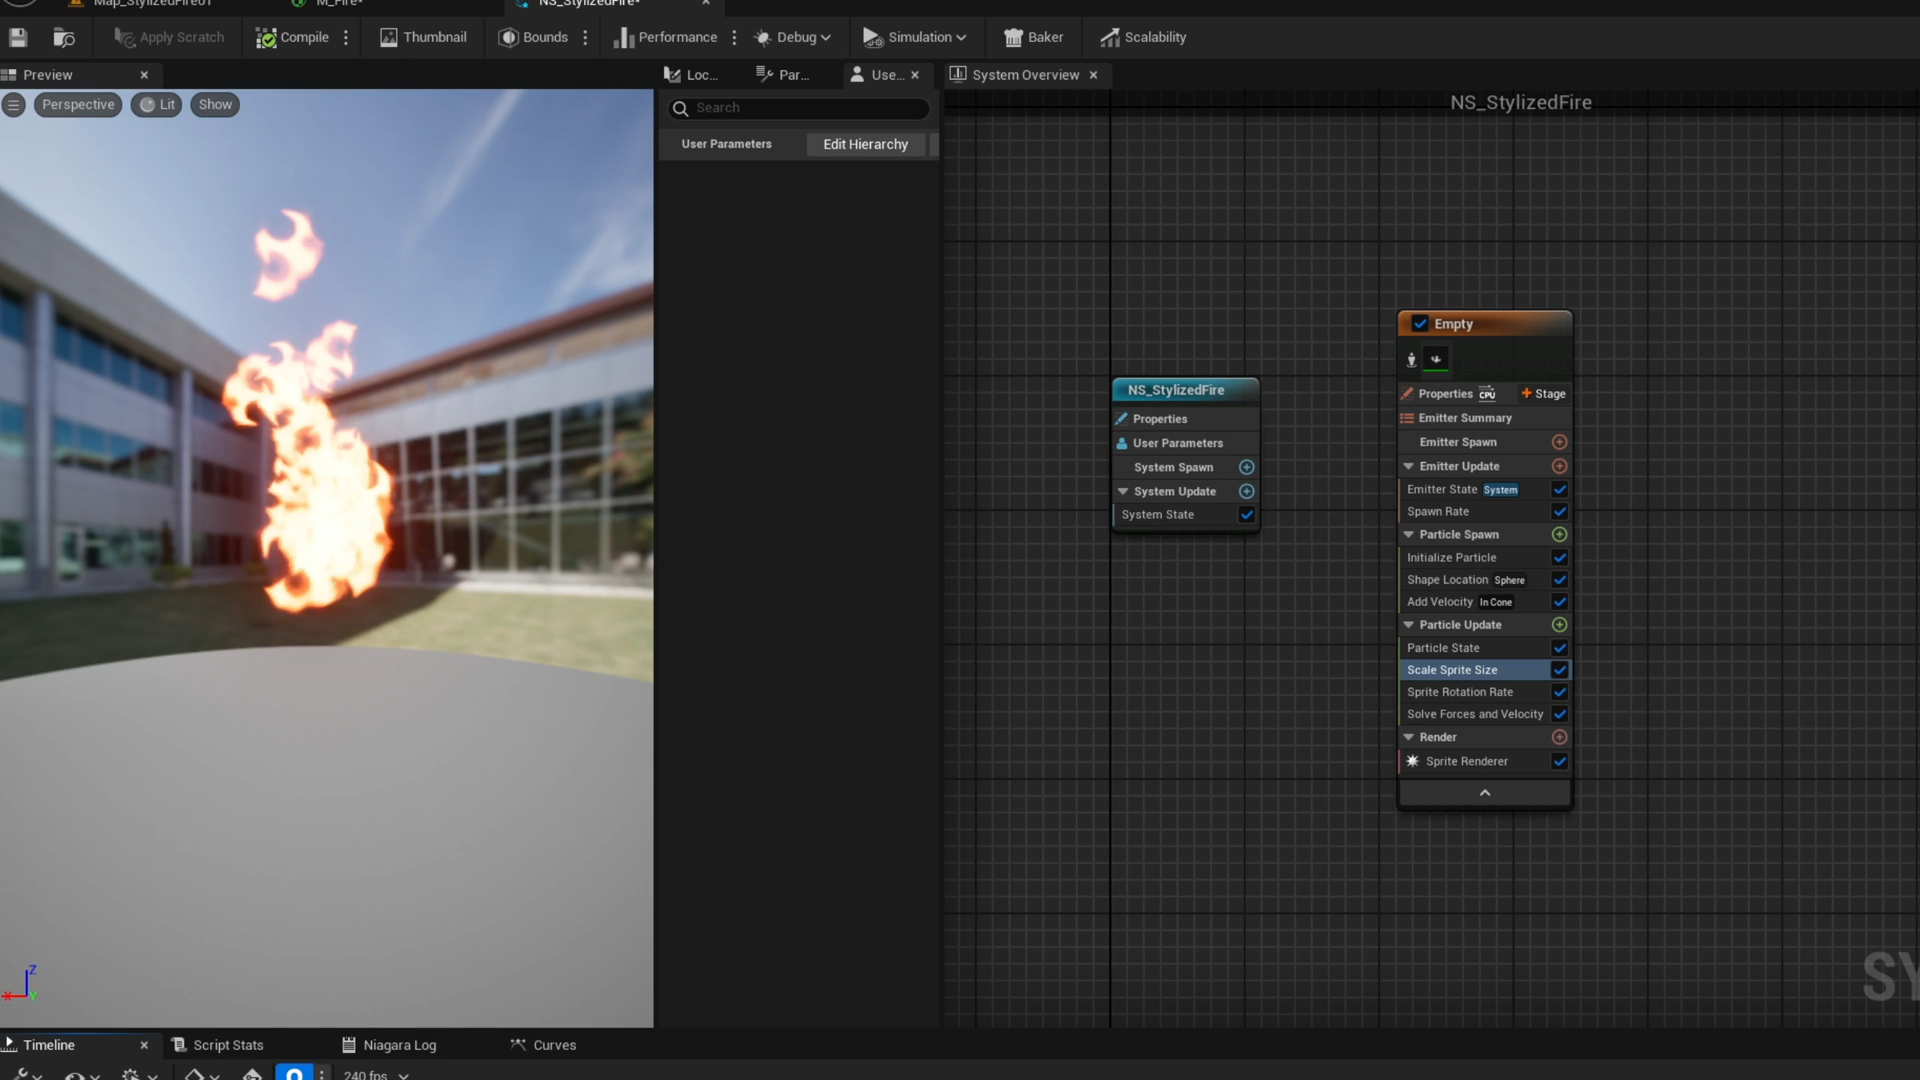 Map_StylizedFire01
M_Fire*
NS_StylizedFire*
Apply Scratch
Compile
Thumbnail
Bounds
Performance
Debug
Simulation
Baker
Scalability
Preview
Loc...
Par...
Use...
System Overview
Perspective
Lit
Show
Search
User Parameters
Edit Hierarchy
NS_StylizedFire
NS_StylizedFire
Properties
User Parameters
System Spawn
System Update
System State
Empty
Properties CPU Stage
Emitter Summary
Emitter Spawn
Emitter Update
Emitter State System
Spawn Rate
Particle Spawn
Initialize Particle
Shape Location Sphere
Add Velocity In Cone
Particle Update
Particle State
Scale Sprite Size
Sprite Rotation Rate
Solve Forces and Velocity
Render
Sprite Renderer
SY
Z
X
Y
Timeline
Script Stats
Niagara Log
Curves
240 fps